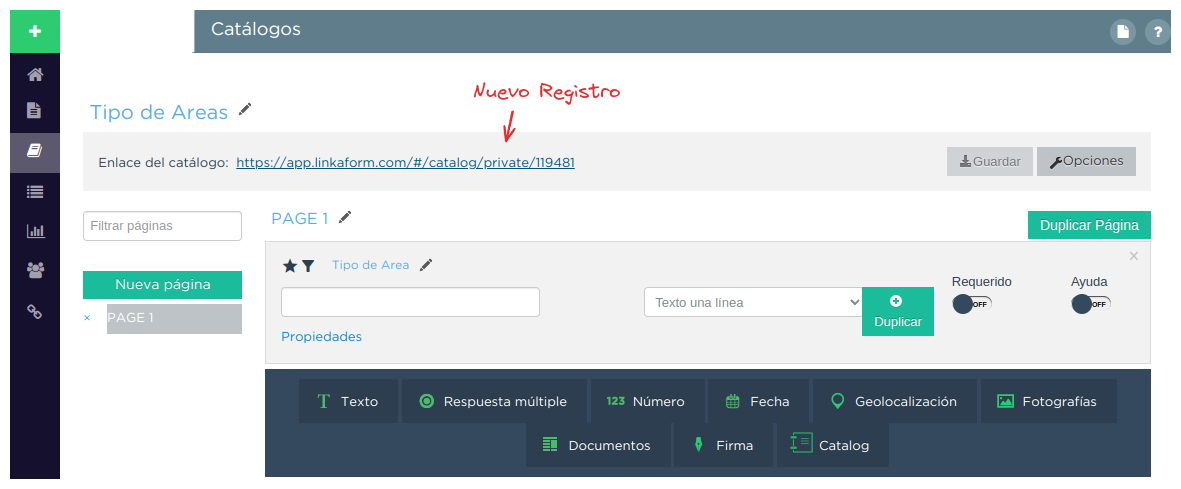 Catálogos
?
Nuevo Registro
Tipo de Areas
Enlace del catálogo: https://app.linkaform.com/#/catalog/private/119481
Guardar
Opciones
Filtrar páginas
PAGE 1
Duplicar Página
Nueva página
× PAGE 1
Tipo de Area
×
Requerido
Ayuda
Texto una línea
Duplicar
OFF
OFF
Propiedades
T Texto
Respuesta múltiple
123 Número
Fecha
Geolocalización
Fotografías
Documentos
Firma
Catalog